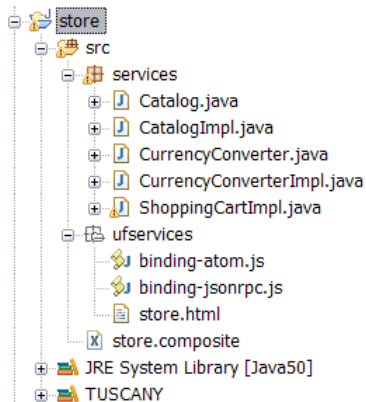 store
src
services
Catalog.java
CatalogImpl.java
CurrencyConverter.java
CurrencyConverterImpl.java
ShoppingCartImpl.java
ufservices
binding-atom.js
binding-jsonrpc.js
store.html
store.composite
JRE System Library [Java50]
TUSCANY